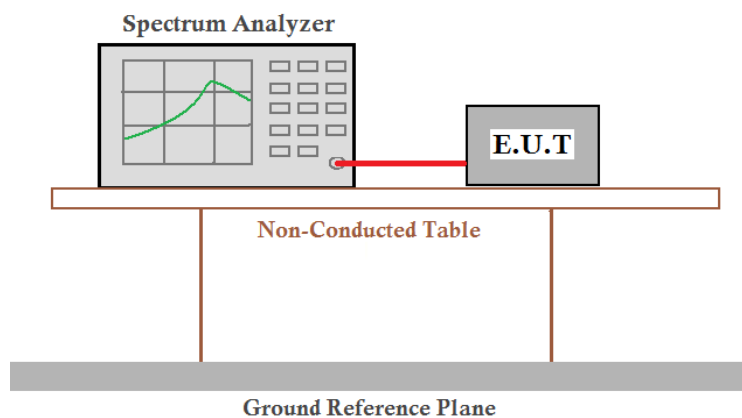 Spectrum Analyzer
E.U.T
Non-Conducted Table
Ground Reference Plane